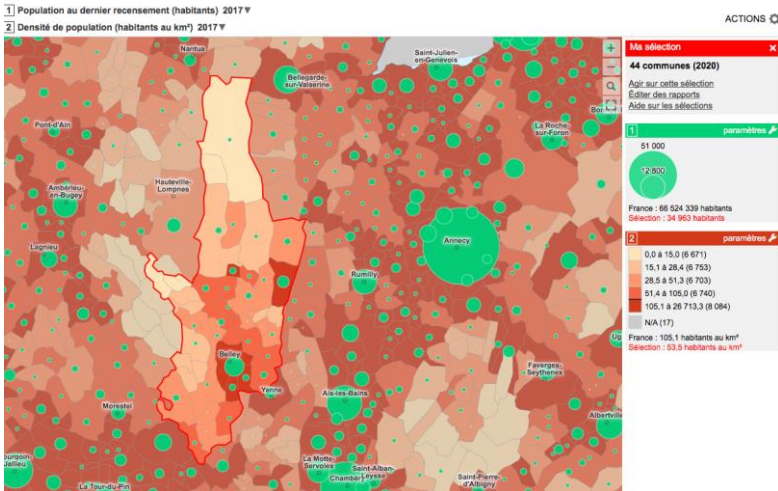 1 Population au dernier recensement (habitants) 2017▼
2 Densité de population (habitants au km²) 2017▼
ACTIONS
Nantua
Saint-Julien-
en-Genevois
Bellegarde-
sur-Valserine
Pont-d'Ain
La Roche-
sur-Foron
Hauteville-
Lompnes
Ambérieu-
en-Bugey
Lagnieu
Annecy
Rumilly
Belley
Yenne
Faverges-
Seythenex
Morestel
Aix-les-Bains
Albertville
La Motte-
Servolex
Saint-Alban-
Leysse
Chambéry
Saint-Pierre-
d'Albigny
La Tour-du-Pin
ourgoin-
Jallieu
+
−
Ma sélection ×
44 communes (2020)
Agir sur cette sélection
Éditer des rapports
Aide sur les sélections
1 paramètres
51 000
12 800
France : 66 524 339 habitants
Sélection : 34 963 habitants
2 paramètres
0,0 à 15,0 (6 671)
15,1 à 28,4 (6 753)
28,5 à 51,3 (6 703)
51,4 à 105,0 (6 740)
105,1 à 26 713,3 (8 084)
N/A (17)
France : 105,1 habitants au km²
Sélection : 53,5 habitants au km²